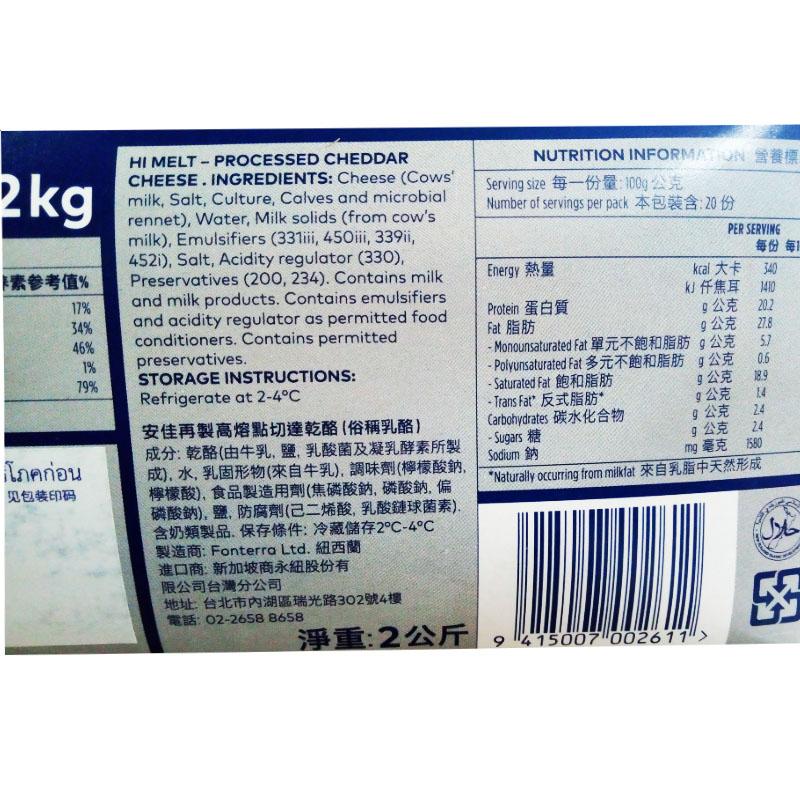 2kg
素参考值%
17%
34%
46%
1%
79%
โภคก่อน
见包装印码
HI MELT – PROCESSED CHEDDAR
CHEESE . INGREDIENTS: Cheese (Cows'
milk, Salt, Culture, Calves and microbial
rennet), Water, Milk solids (from cow's
milk), Emulsifiers (331iii, 450iii, 339ii,
452i), Salt, Acidity regulator (330),
Preservatives (200, 234). Contains milk
and milk products. Contains emulsifiers
and acidity regulator as permitted food
conditioners. Contains permitted
preservatives.
STORAGE INSTRUCTIONS:
Refrigerate at 2-4°C
安佳再製高熔點切達乾酪 (俗稱乳酪)
成分: 乾酪(由牛乳, 鹽, 乳酸菌及凝乳酵素所製
成), 水, 乳固形物(來自牛乳), 調味劑(檸檬酸鈉,
檸檬酸), 食品製造用劑(焦磷酸鈉, 磷酸鈉, 偏
磷酸鈉), 鹽, 防腐劑(己二烯酸, 乳酸鏈球菌素).
含奶類製品. 保存條件: 冷藏儲存2°C-4°C
製造商: Fonterra Ltd. 紐西蘭
進口商: 新加坡商永紐股份有
限公司台灣分公司
地址: 台北市內湖區瑞光路302號4樓
電話: 02-2658 8658
淨重:2公斤
NUTRITION INFORMATION 營養標
Serving size 每一份量:100g 公克
Number of servings per pack 本包裝含:20 份
PER SERVING
每份 每1
Energy 熱量 kcal 大卡 340
kJ 仟焦耳 1410
Protein 蛋白質 g 公克 20.2
Fat 脂肪 g 公克 27.8
- Monounsaturated Fat 單元不飽和脂肪 g 公克 5.7
- Polyunsaturated Fat 多元不飽和脂肪 g 公克 0.6
- Saturated Fat 飽和脂肪 g 公克 18.9
- Trans Fat* 反式脂肪* g 公克 1.4
Carbohydrates 碳水化合物 g 公克 2.4
- Sugars 糖 g 公克 2.4
Sodium 鈉 mg 毫克 1580
*Naturally occurring from milkfat 來自乳脂中天然形成
9 415007 002611 >
حلال